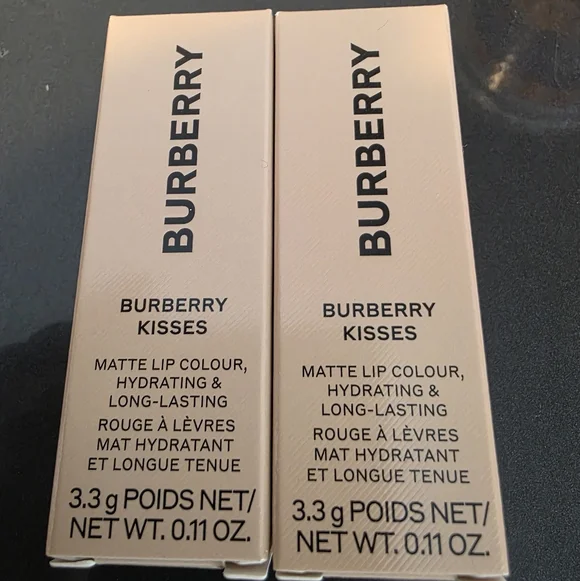 BURBERRY
BURBERRY
KISSES
MATTE LIP COLOUR,
HYDRATING &
LONG-LASTING
ROUGE À LÈVRES
MAT HYDRATANT
ET LONGUE TENUE
3.3 g POIDS NET/
NET WT. 0.11 OZ.
BURBERRY
BURBERRY
KISSES
MATTE LIP COLOUR,
HYDRATING &
LONG-LASTING
ROUGE À LÈVRES
MAT HYDRATANT
ET LONGUE TENUE
3.3 g POIDS NET/
NET WT. 0.11 OZ.